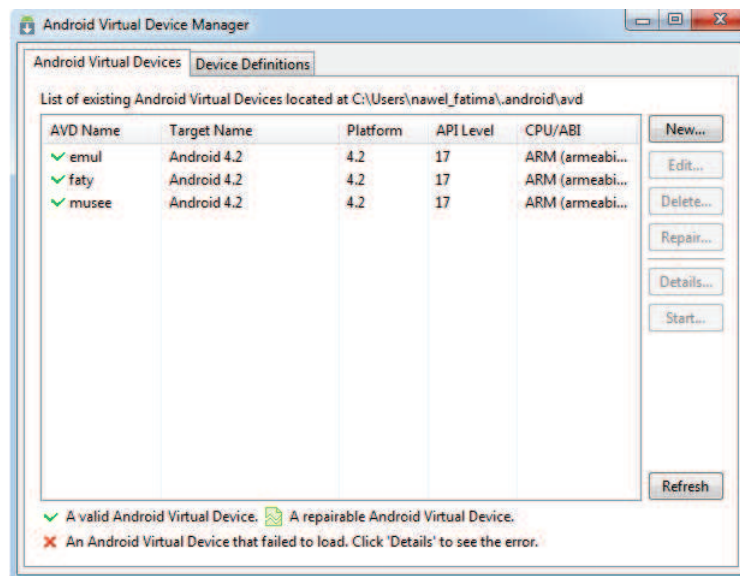 Android Virtual Device Manager
Android Virtual Devices Device Definitions
List of existing Android Virtual Devices located at C:\Users\nawel_fatima\.android\avd
AVD Name Target Name Platform API Level CPU/ABI
emul Android 4.2 4.2 17 ARM (armeabi...
faty Android 4.2 4.2 17 ARM (armeabi...
musee Android 4.2 4.2 17 ARM (armeabi...
New...
Edit...
Delete...
Repair...
Details...
Start...
Refresh
A valid Android Virtual Device. A repairable Android Virtual Device.
An Android Virtual Device that failed to load. Click 'Details' to see the error.